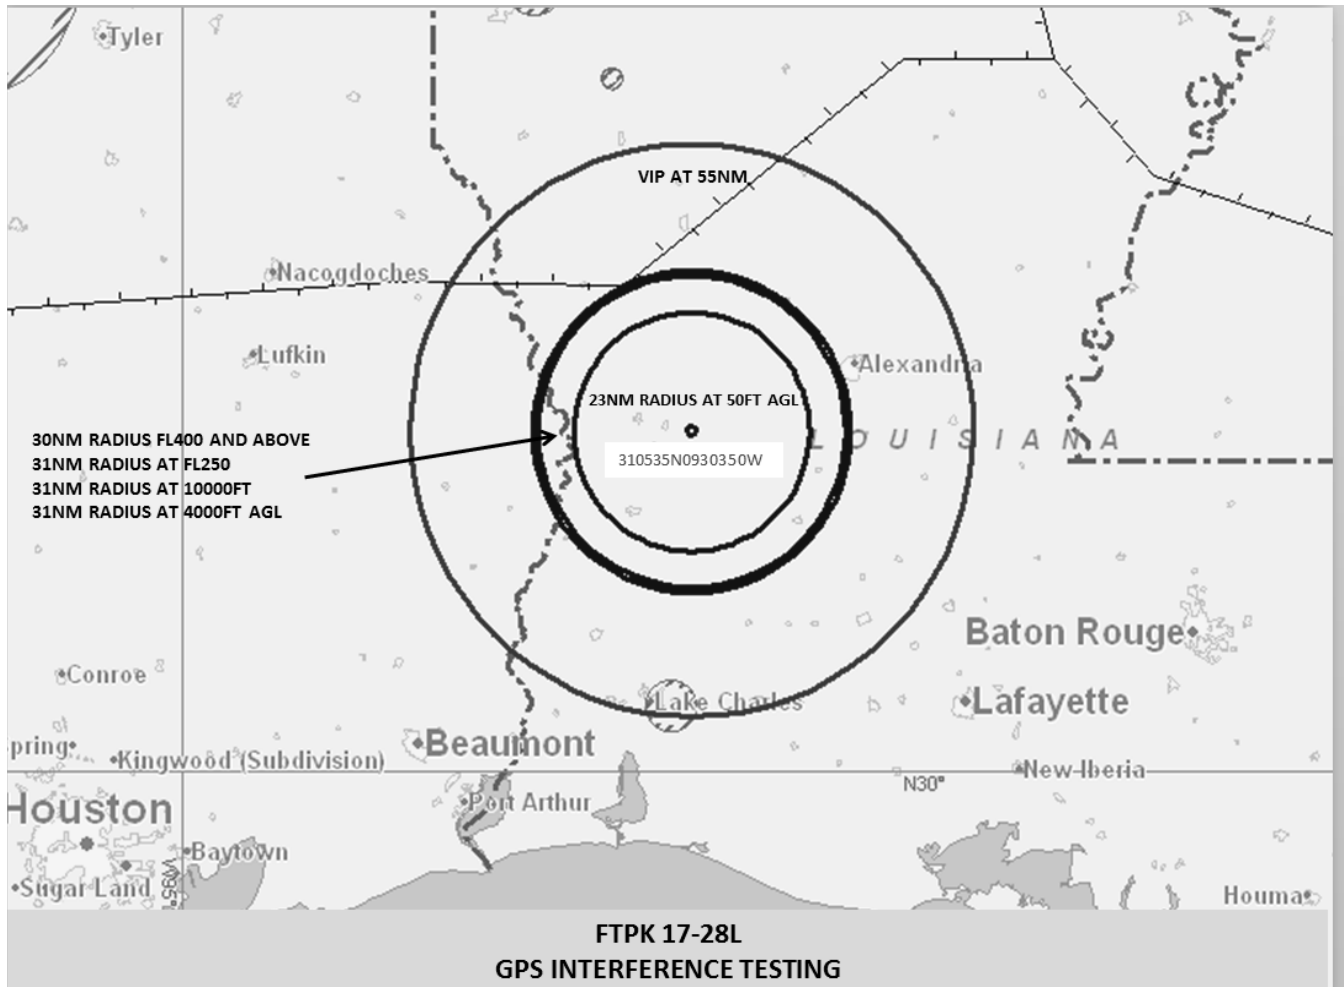 Tyler
VIP AT 55NM
Nacogdoches
Lufkin
Alexandria
23NM RADIUS AT 50FT AGL
LOUISIANA
30NM RADIUS FL400 AND ABOVE
31NM RADIUS AT FL250
31NM RADIUS AT 10000FT
31NM RADIUS AT 4000FT AGL
310535N0930350W
Baton Rouge
Conroe
Lake Charles
Lafayette
pring
Beaumont
Kingwood (Subdivision)
New Iberia
N30°
Houston
Port Arthur
Baytown
W95°
Sugar Land
Houma
FTPK 17-28L
GPS INTERFERENCE TESTING